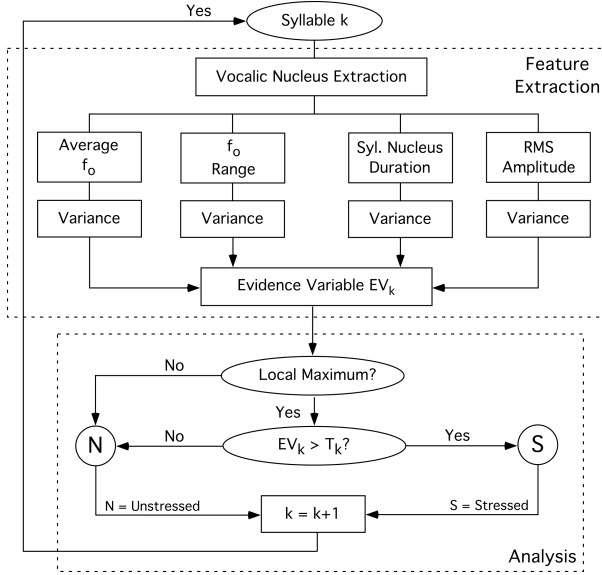 Yes
Syllable k
Feature
Extraction
Vocalic Nucleus Extraction
Average
fo
fo
Range
Syl. Nucleus
Duration
RMS
Amplitude
Variance
Variance
Variance
Variance
Evidence Variable EVk
No
Local Maximum?
Yes
N
No
EVk > Tk?
Yes
S
N = Unstressed
k = k+1
S = Stressed
Analysis